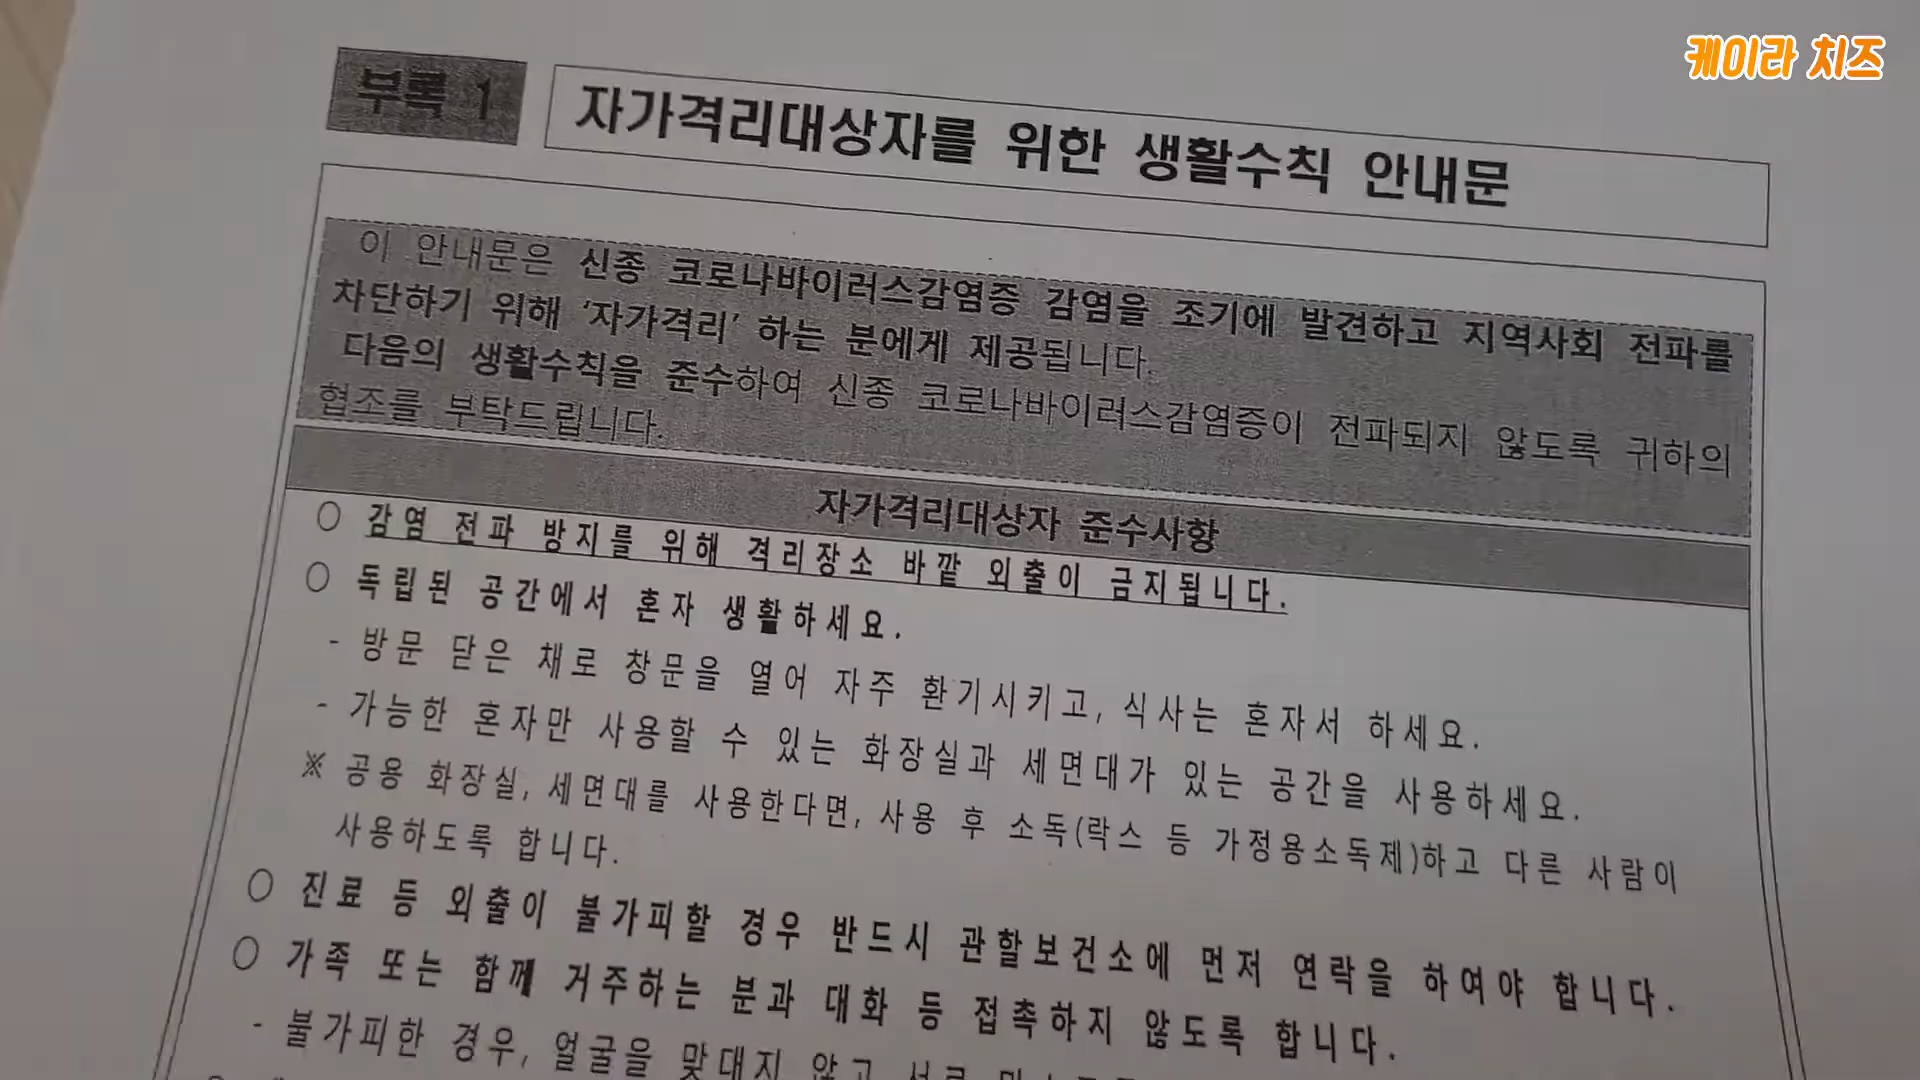 케이라 치즈
부록 1
자가격리대상자를 위한 생활수칙 안내문
이 안내문은 신종 코로나바이러스감염증 감염을 조기에 발견하고 지역사회 전파를
차단하기 위해 '자가격리' 하는 분에게 제공됩니다.
다음의 생활수칙을 준수하여 신종 코로나바이러스감염증이 전파되지 않도록 귀하의
협조를 부탁드립니다.
자가격리대상자 준수사항
○ 감염 전파 방지를 위해 격리장소 바깥 외출이 금지됩니다.
○ 독립된 공간에서 혼자 생활하세요.
- 방문 닫은 채로 창문을 열어 자주 환기시키고, 식사는 혼자서 하세요.
- 가능한 혼자만 사용할 수 있는 화장실과 세면대가 있는 공간을 사용하세요.
※ 공용 화장실, 세면대를 사용한다면, 사용 후 소독(락스 등 가정용소독제)하고 다른 사람이
사용하도록 합니다.
○ 진료 등 외출이 불가피할 경우 반드시 관할보건소에 먼저 연락을 하여야 합니다.
○ 가족 또는 함께 거주하는 분과 대화 등 접촉하지 않도록 합니다.
- 불가피한 경우, 얼굴을 맞대지 않고 서로